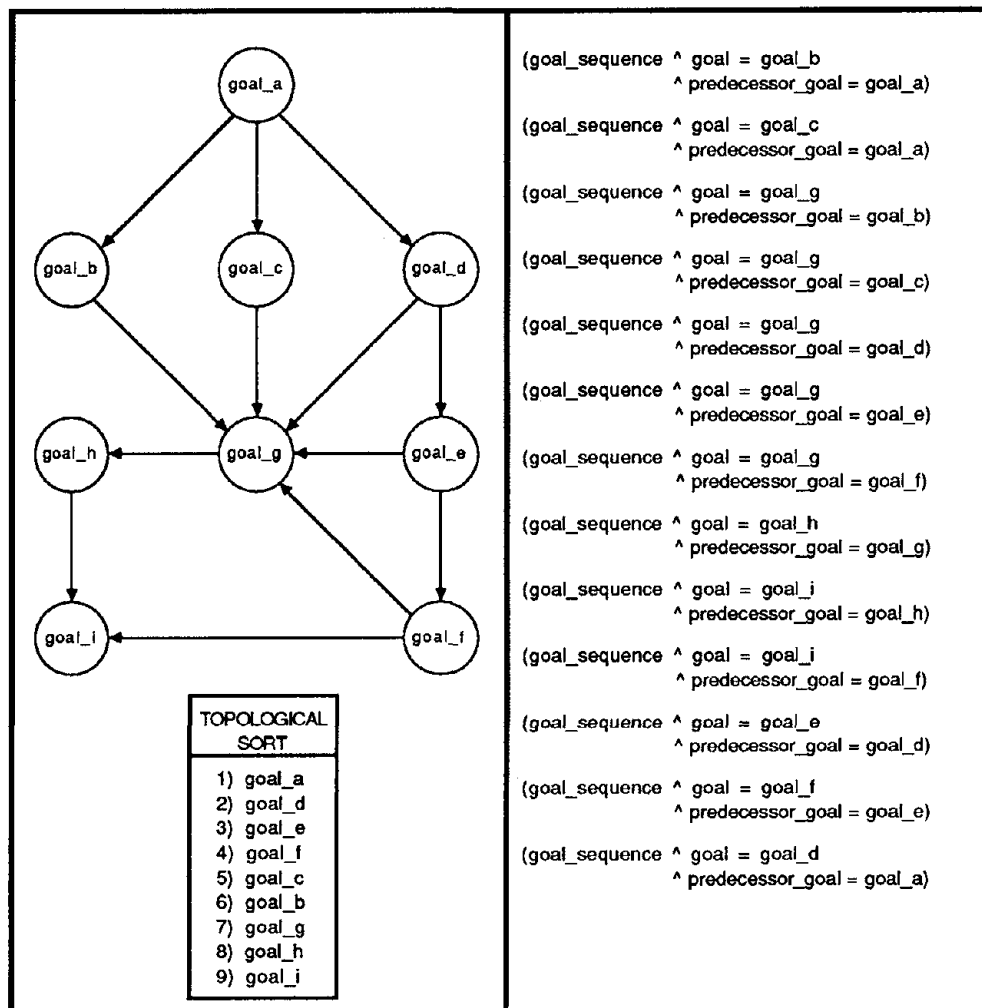 goal_a
goal_b
goal_c
goal_d
goal_h
goal_g
goal_e
goal_i
goal_f
TOPOLOGICAL
SORT
1) goal_a
2) goal_d
3) goal_e
4) goal_f
5) goal_c
6) goal_b
7) goal_g
8) goal_h
9) goal_i
(goal_sequence ^ goal = goal_b
^ predecessor_goal = goal_a)
(goal_sequence ^ goal = goal_c
^ predecessor_goal = goal_a)
(goal_sequence ^ goal = goal_g
^ predecessor_goal = goal_b)
(goal_sequence ^ goal = goal_g
^ predecessor_goal = goal_c)
(goal_sequence ^ goal = goal_g
^ predecessor_goal = goal_d)
(goal_sequence ^ goal = goal_g
^ predecessor_goal = goal_e)
(goal_sequence ^ goal = goal_g
^ predecessor_goal = goal_f)
(goal_sequence ^ goal = goal_h
^ predecessor_goal = goal_g)
(goal_sequence ^ goal = goal_i
^ predecessor_goal = goal_h)
(goal_sequence ^ goal = goal_i
^ predecessor_goal = goal_f)
(goal_sequence ^ goal = goal_e
^ predecessor_goal = goal_d)
(goal_sequence ^ goal = goal_f
^ predecessor_goal = goal_e)
(goal_sequence ^ goal = goal_d
^ predecessor_goal = goal_a)